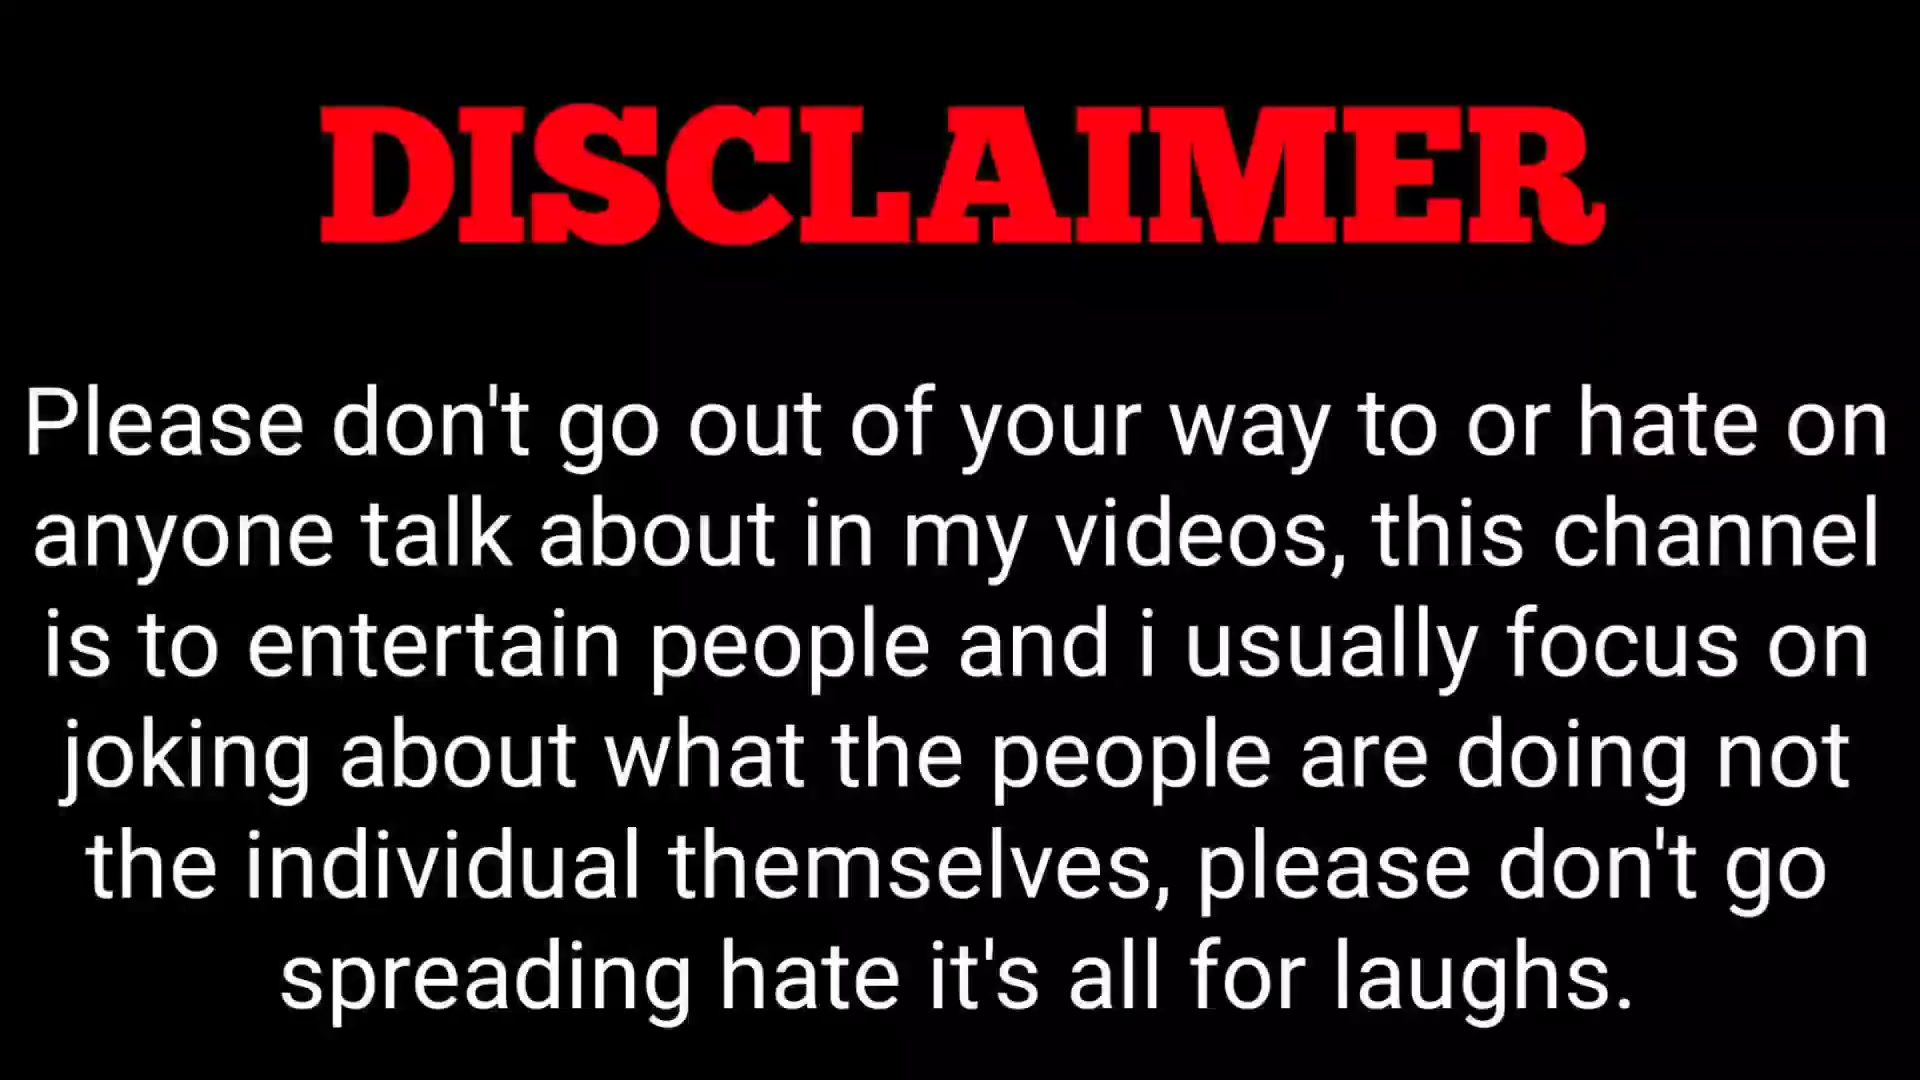 DISCLAIMER
Please don't go out of your way to or hate on
anyone talk about in my videos, this channel
is to entertain people and i usually focus on
joking about what the people are doing not
the individual themselves, please don't go
spreading hate it's all for laughs.